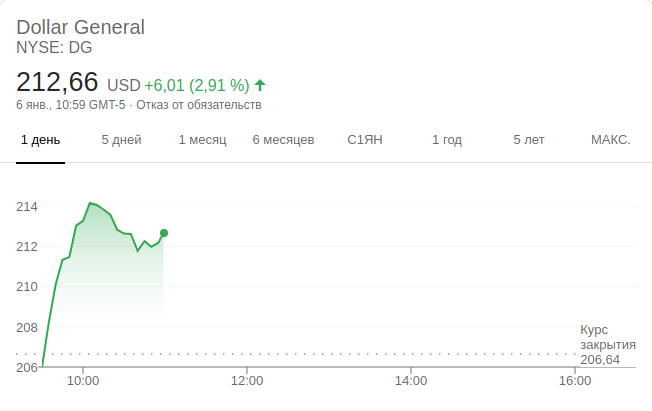 Dollar General
NYSE: DG
212,66 USD +6,01 (2,91 %)
6 янв., 10:59 GMT-5 · Отказ от обязательств
1 день 5 дней 1 месяц 6 месяцев С1ЯН 1 год 5 лет МАКС.
214
212
210
208
Курс
закрытия
206,64
206
10:00 12:00 14:00 16:00